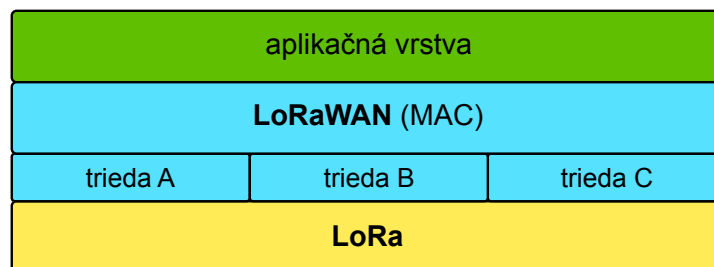 aplikačná vrstva
LoRaWAN (MAC)
trieda A trieda B trieda C
LoRa